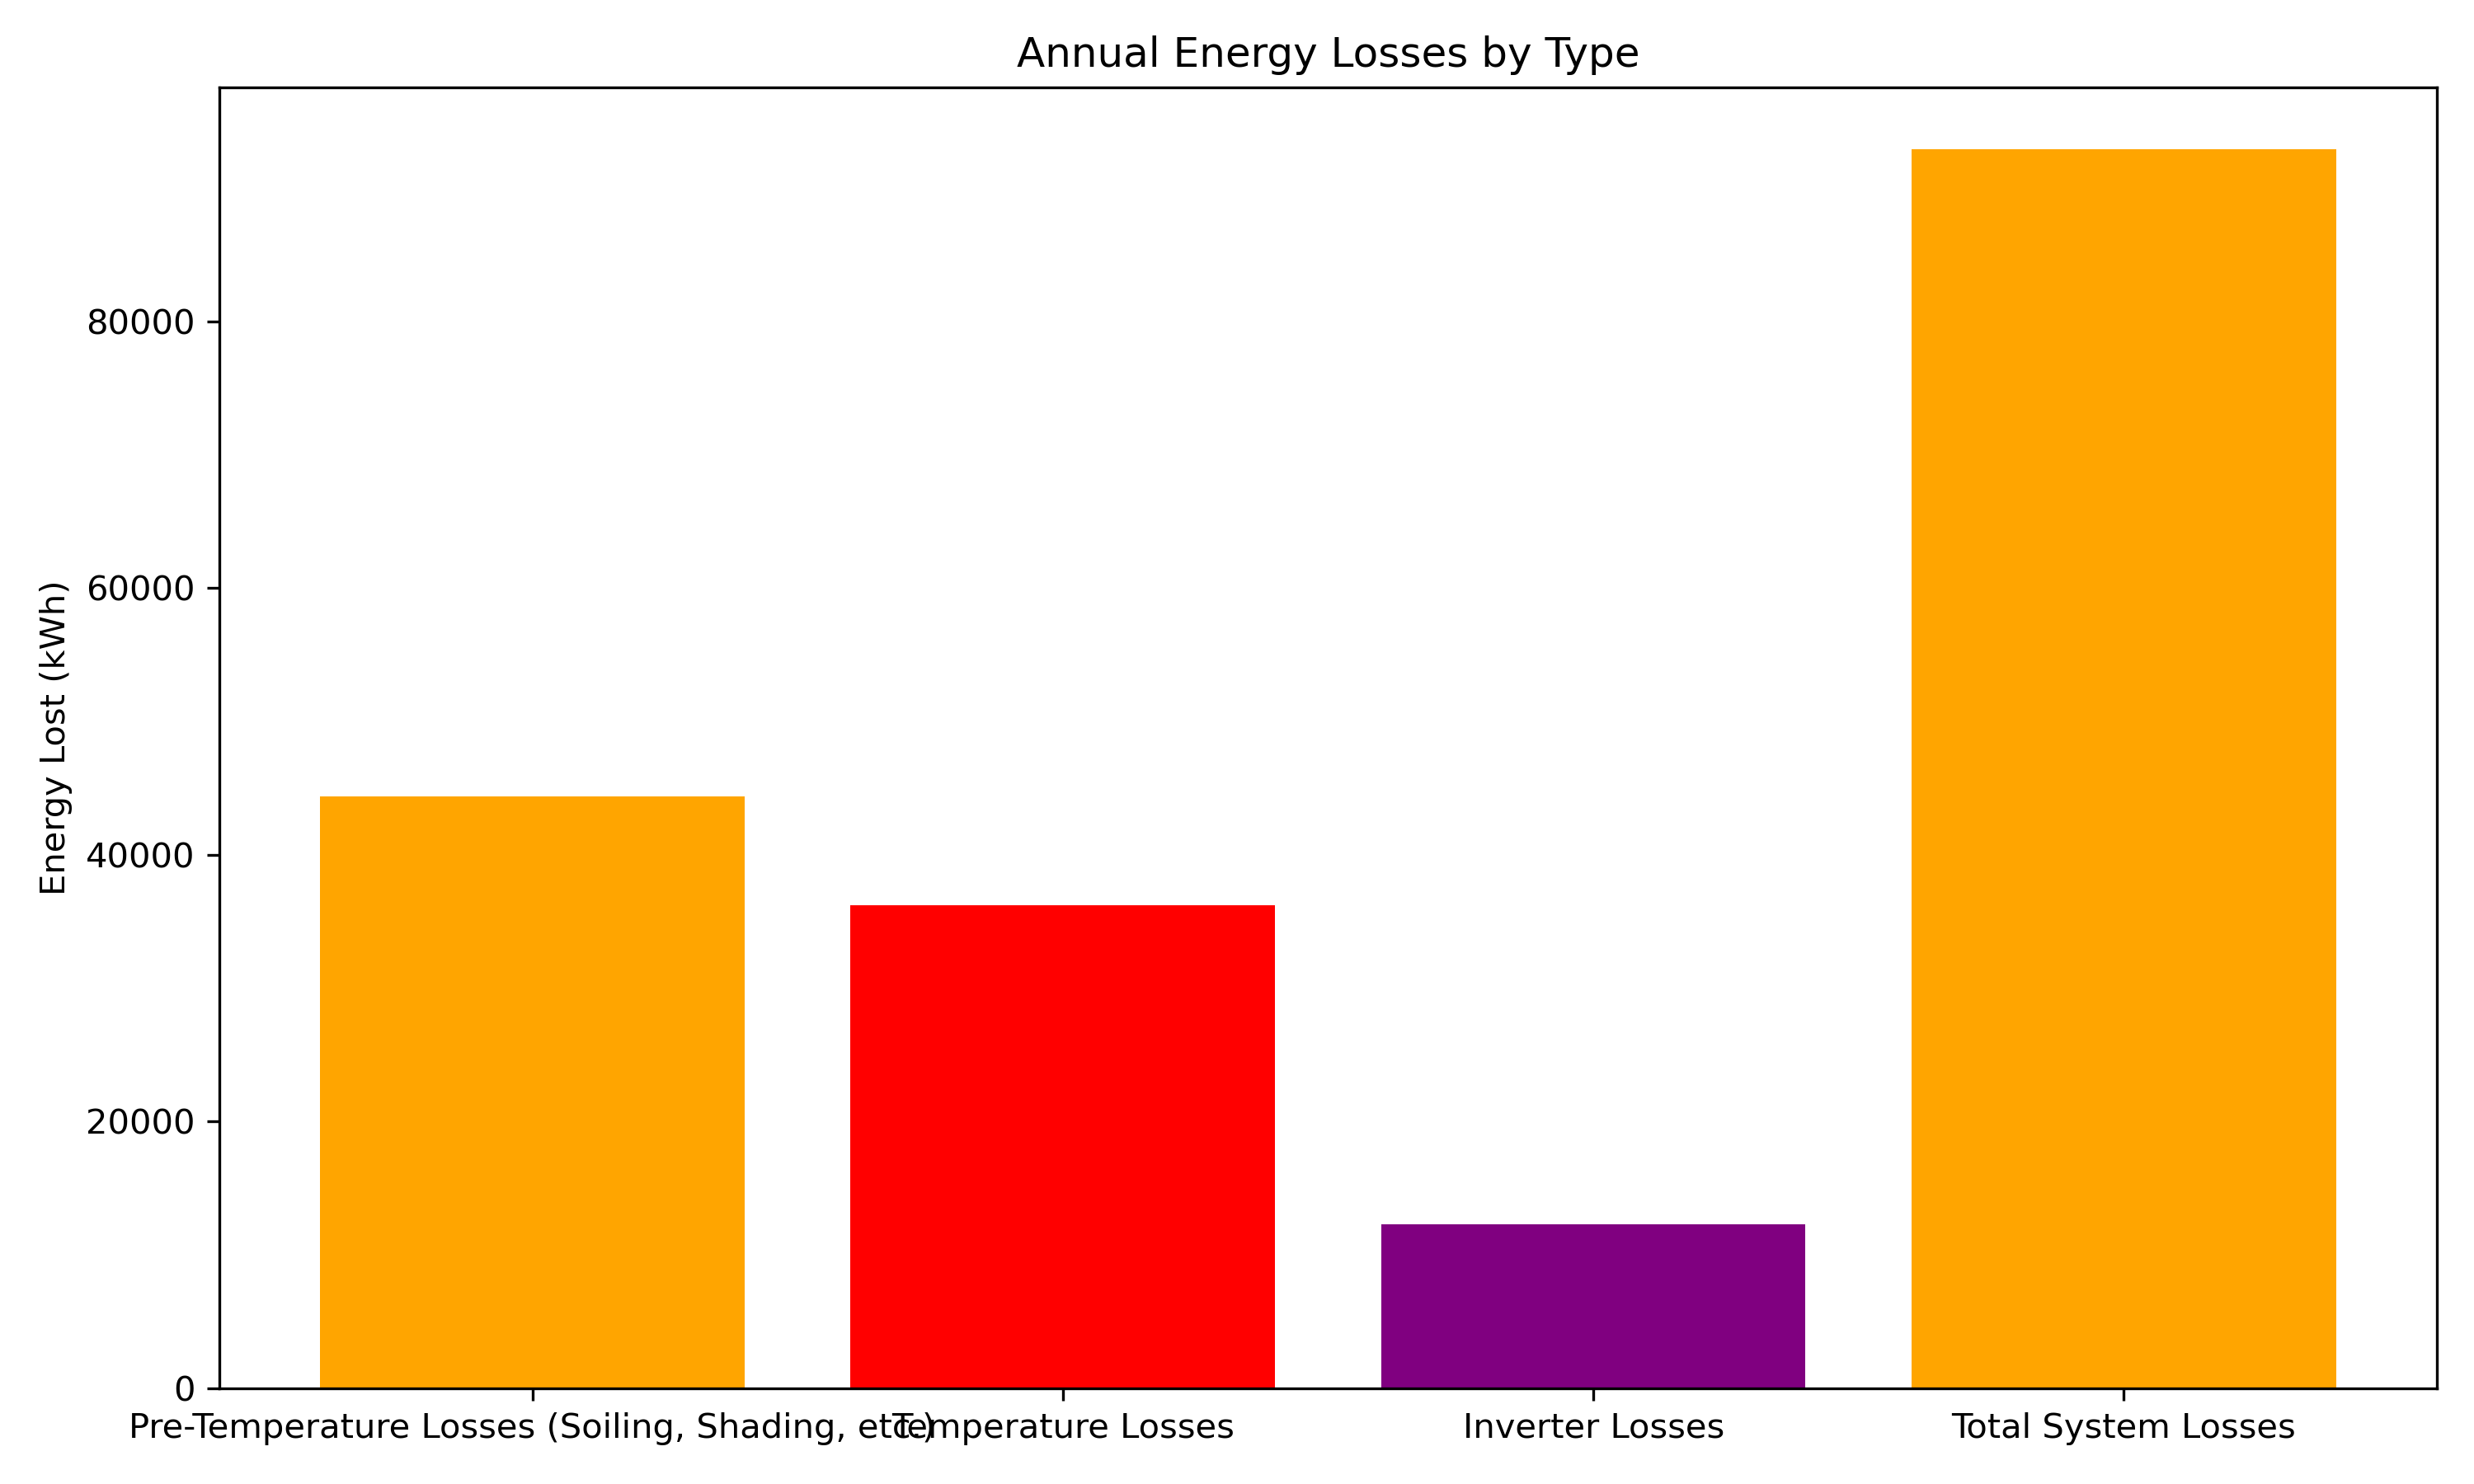 Annual Energy Losses by Type
Energy Lost (kWh)
80000
60000
40000
20000
0
Pre-Temperature Losses (Soiling, Shading, etc.)
Temperature Losses
Inverter Losses
Total System Losses